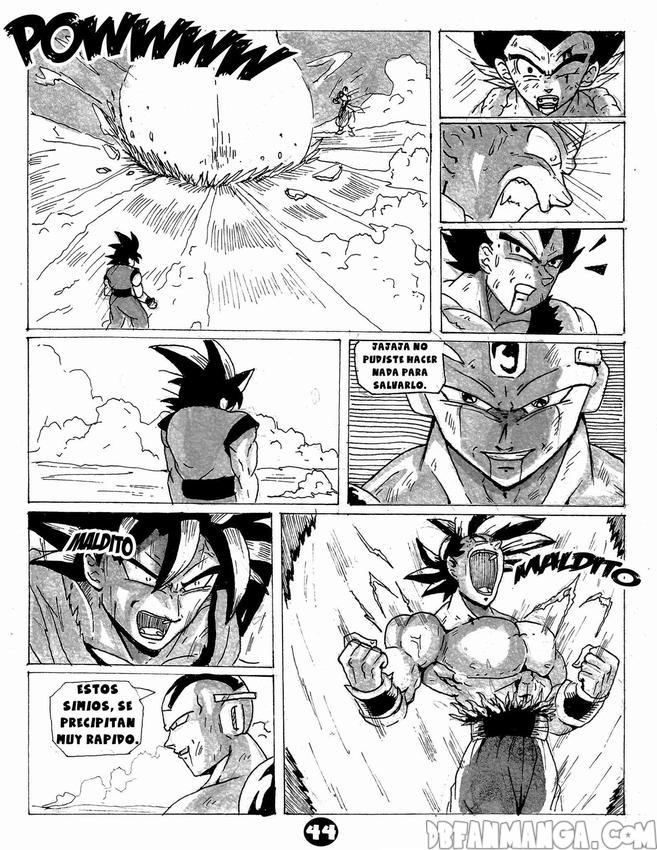 POWWWW
JAJAJA NO
PUDISTE HACER
NADA PARA
SALVARLO.
MALDITO
MALDITO
ESTOS
SIMIOS, SE
PRECIPITAN
MUY RAPIDO.
44
DBFANMANGA.COM